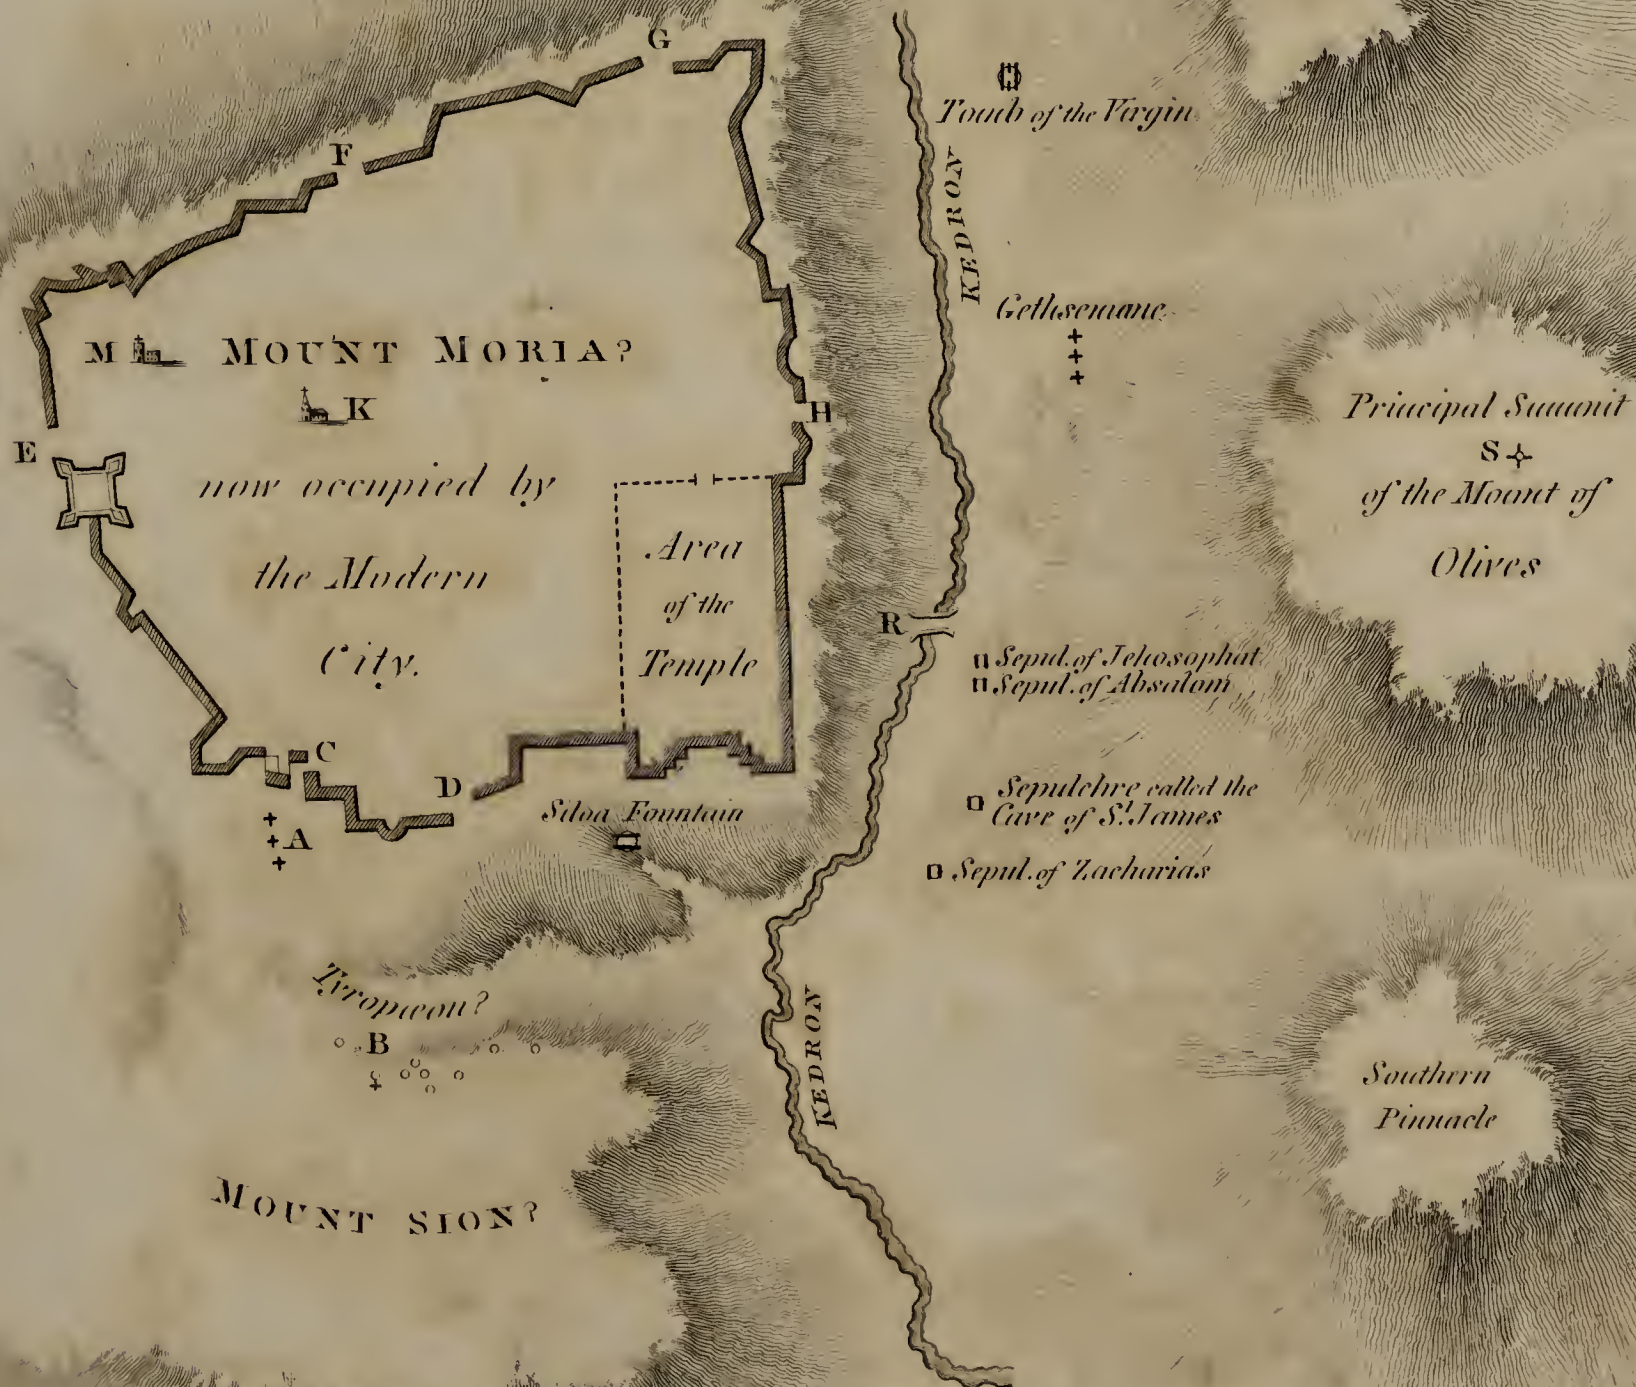 G
Tomb of the Virgin
F
KEDRON
Gethsemane
M MOUNT MORIA?
K
H
E
now occupied by
the Modern
City.
Area
of the
Temple
Principal Summit
S
of the Mount of
Olives
R
Sepul. of Jehosophat
Sepul. of Absalom
C
D
Siloa Fountain
A
Sepulchre called the
Cave of St. James
Sepul. of Zacharias
Tyropœon?
B
KEDRON
Southern
Pinnacle
MOUNT SION?